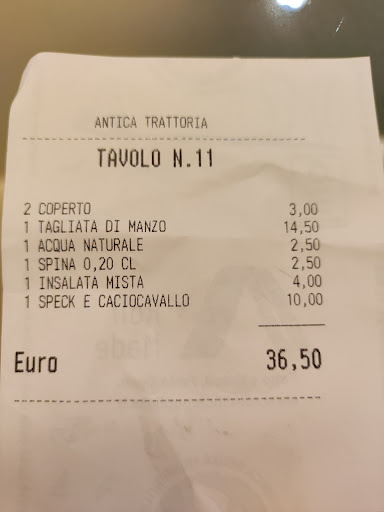 ANTICA TRATTORIA
TAVOLO N.11
2 COPERTO 3,00
1 TAGLIATA DI MANZO 14,50
1 ACQUA NATURALE 2,50
1 SPINA 0,20 CL 2,50
1 INSALATA MISTA 4,00
1 SPECK E CACIOCAVALLO 10,00
Euro 36,50